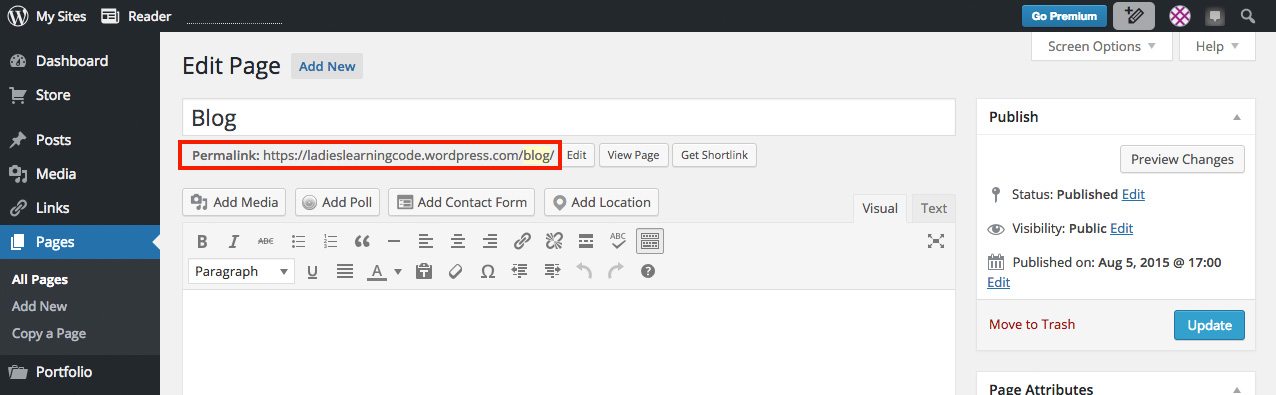 My Sites Reader Go Premium
Screen Options Help
Dashboard
Store
Posts
Media
Links
Pages
All Pages
Add New
Copy a Page
Portfolio
Edit Page Add New
Blog
Permalink: https://ladieslearningcode.wordpress.com/blog/ Edit View Page Get Shortlink
Add Media Add Poll Add Contact Form Add Location Visual Text
B I ABC ABC
Paragraph U A Ω ?
Publish
Preview Changes
Status: Published Edit
Visibility: Public Edit
Published on: Aug 5, 2015 @ 17:00
Edit
Move to Trash Update
Page Attributes